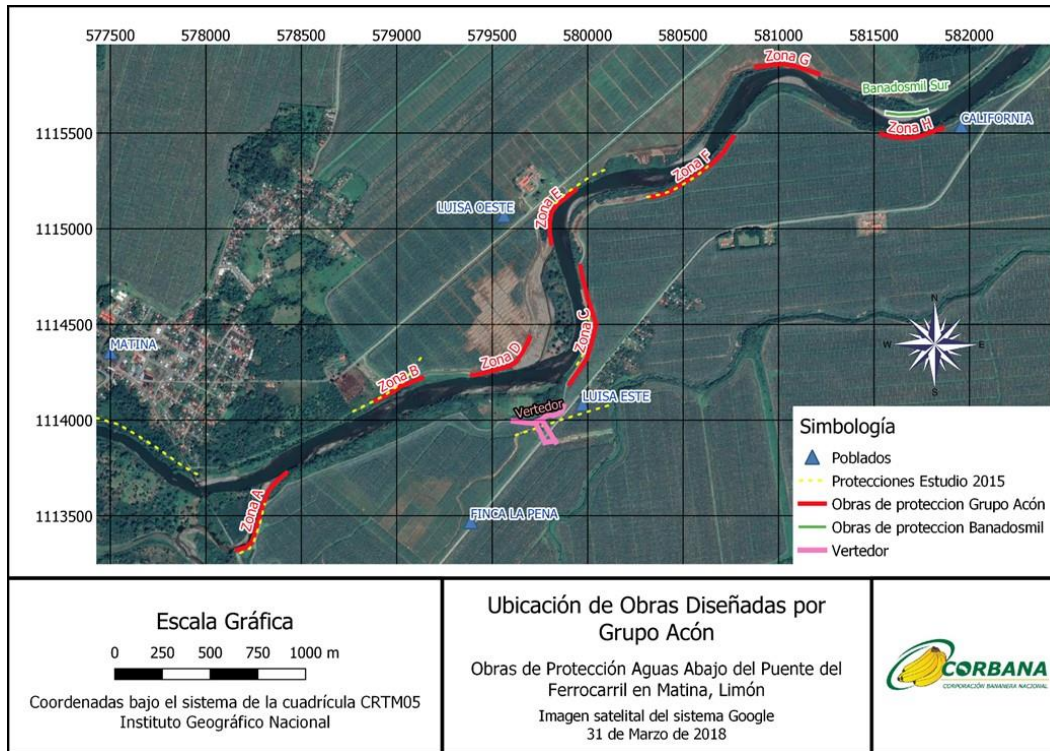 577500 578000 578500 579000 579500 580000 580500 581000 581500 582000
1115500
1115000
1114500
1114000
1113500
Zona G
Banadosmil Sur
Zona H
CALIFORNIA
Zona F
Zona E
LUISA OESTE
Zona C
MATINA
Zona D
Zona B
LUISA ESTE
Vertedor
Zona A
FINCA LA PENA
N
W
E
S
Simbología
Poblados
Protecciones Estudio 2015
Obras de proteccion Grupo Acón
Obras de proteccion Banadosmil
Vertedor
Escala Gráfica
0 250 500 750 1000 m
Coordenadas bajo el sistema de la cuadrícula CRTM05
Instituto Geográfico Nacional
Ubicación de Obras Diseñadas por
Grupo Acón
Obras de Protección Aguas Abajo del Puente del
Ferrocarril en Matina, Limón
Imagen satelital del sistema Google
31 de Marzo de 2018
CORBANA
CORPORACIÓN BANANERA NACIONAL